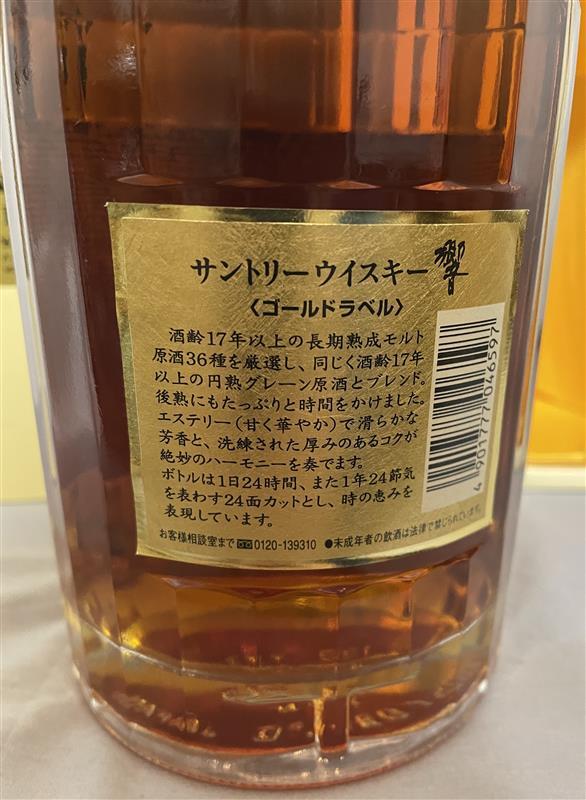 サントリーウイスキー 響
〈ゴールドラベル〉
酒齢17年以上の長期熟成モルト
原酒36種を厳選し、同じく酒齢17年
以上の円熟グレーン原酒とブレンド。
後熟にもたっぷりと時間をかけました。
エステリー(甘く華やか)で滑らかな
芳香と、洗練された厚みのあるコクが
絶妙のハーモニーを奏でます。
ボトルは1日24時間、また1年24節気
を表わす24面カットとし、時の恵みを
表現しています。
お客様相談室まで 0120-139310 ●未成年者の飲酒は法律で禁じられています。
4 901777 046597